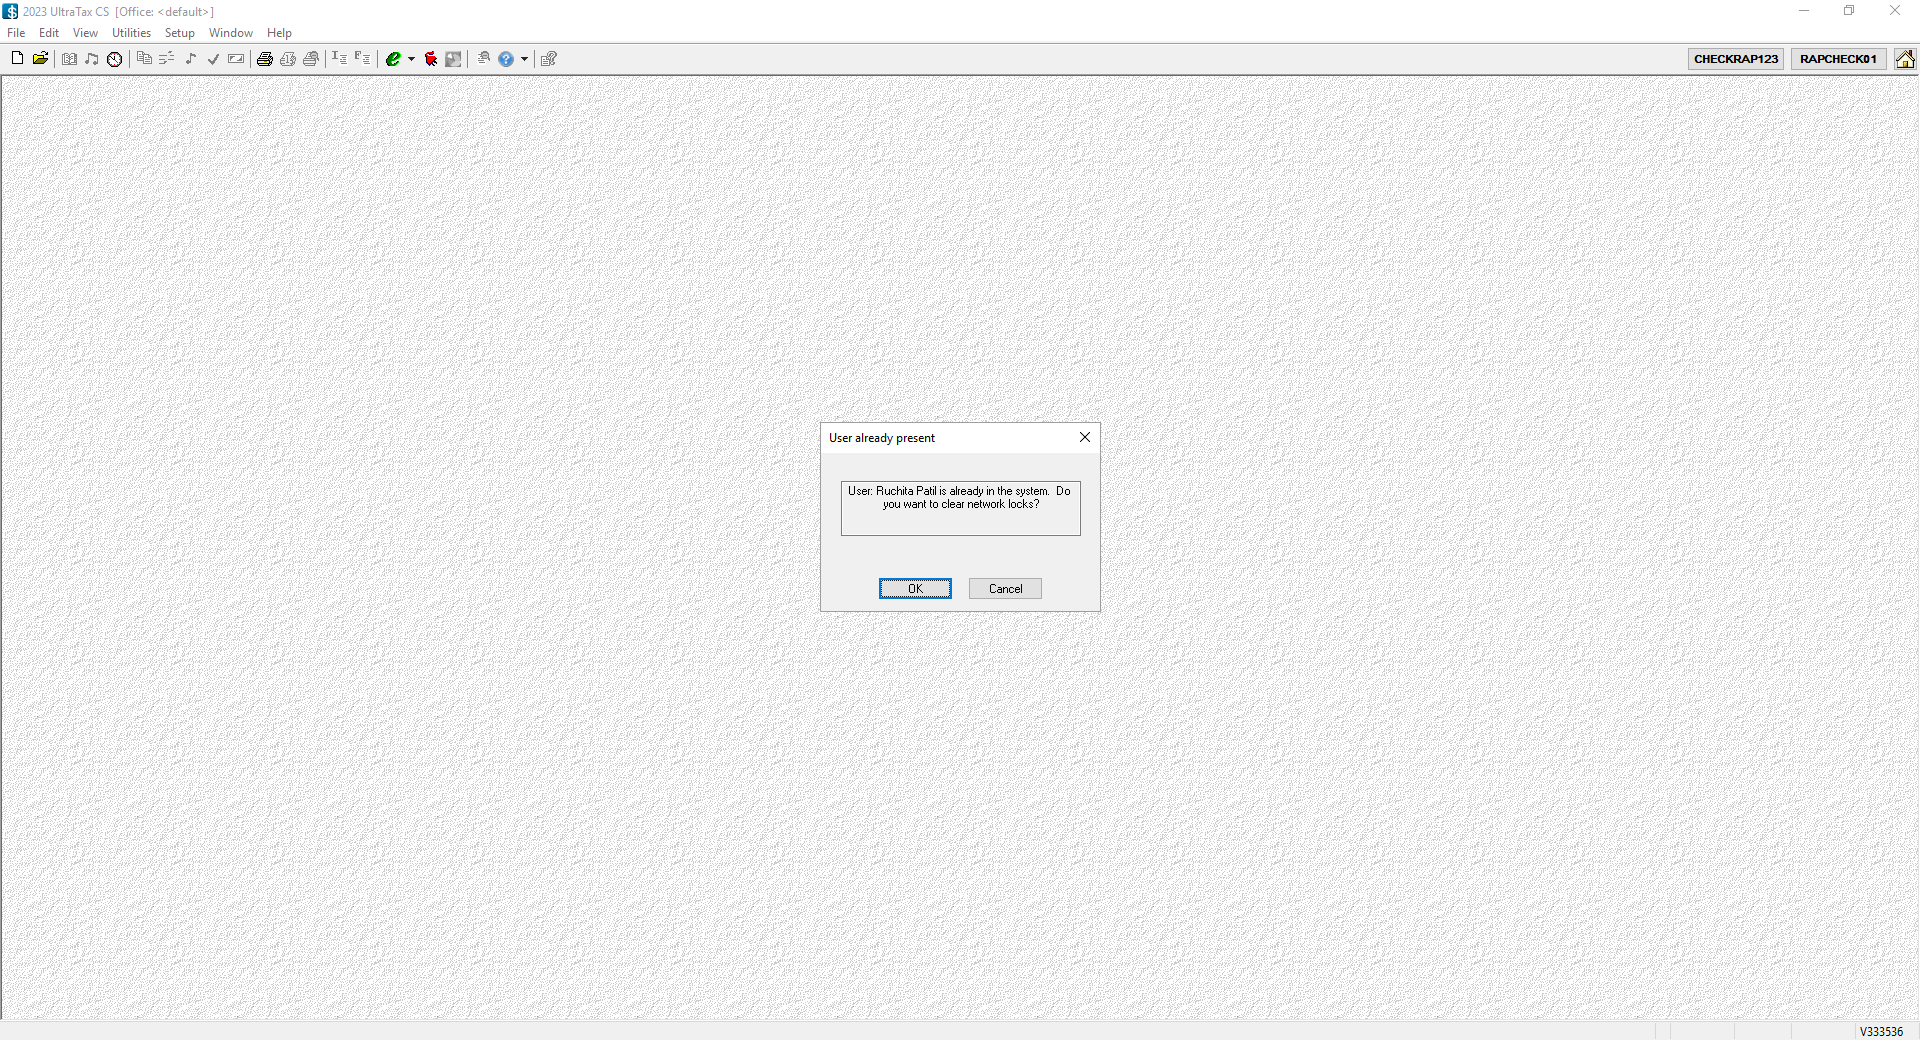 2023 UltraTax CS [Office: <default>]
File Edit View Utilities Setup Window Help
CHECKRAP123 RAPCHECK01
User already present
User: Ruchita Patil is already in the system. Do
you want to clear network locks?
OK Cancel
V333536